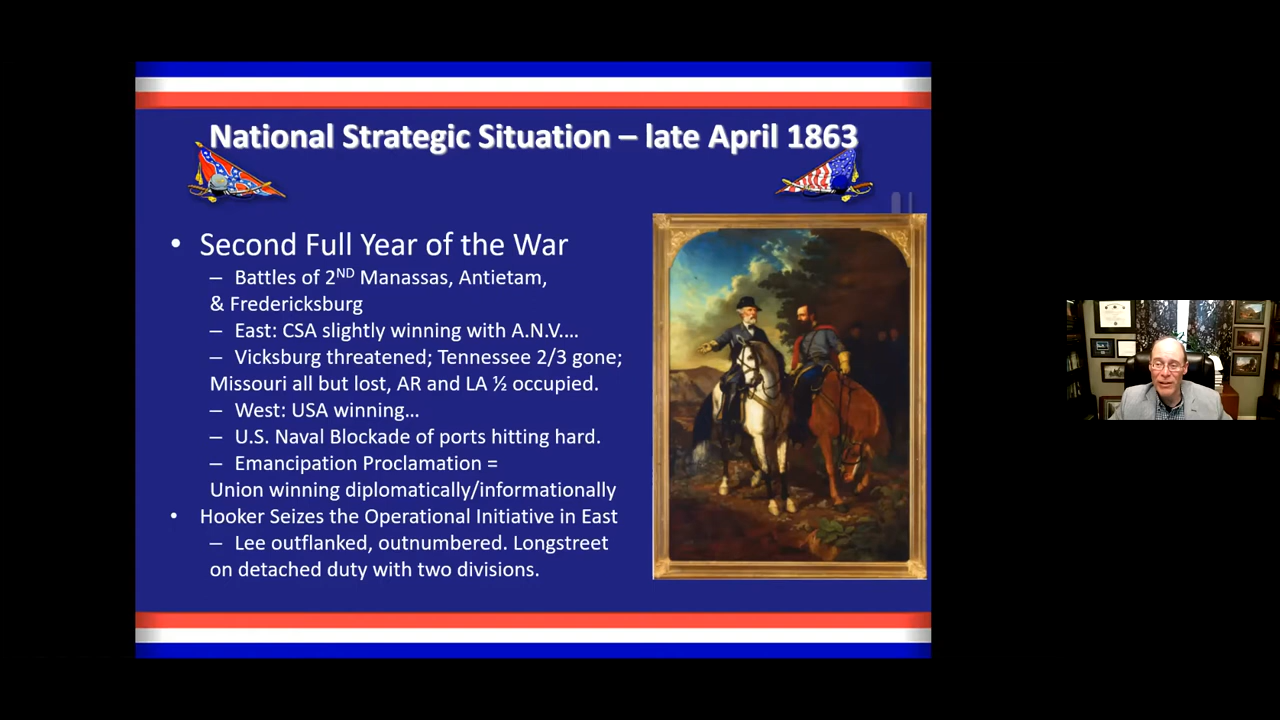 National Strategic Situation – late April 1863
• Second Full Year of the War
– Battles of 2ND Manassas, Antietam,
& Fredericksburg
– East: CSA slightly winning with A.N.V.…
– Vicksburg threatened; Tennessee 2/3 gone;
Missouri all but lost, AR and LA ½ occupied.
– West: USA winning…
– U.S. Naval Blockade of ports hitting hard.
– Emancipation Proclamation =
Union winning diplomatically/informationally
• Hooker Seizes the Operational Initiative in East
– Lee outflanked, outnumbered. Longstreet
on detached duty with two divisions.